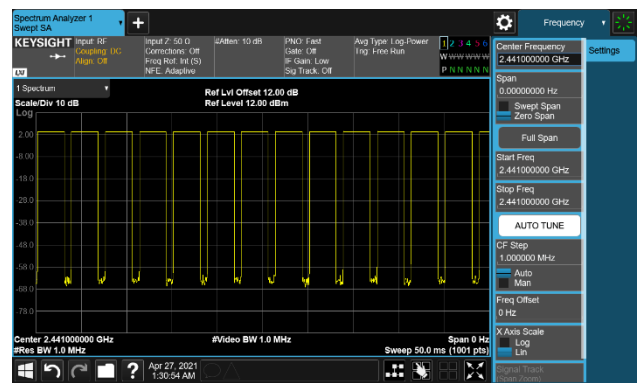 Spectrum Analyzer 1
Swept SA
Frequency
KEYSIGHT
Input: RF
Coupling: DC
Align: Off
Input Z: 50 Ω
Corrections: Off
Freq Ref: Int (S)
NFE: Adaptive
#Atten: 10 dB
PNO: Fast
Gate: Off
IF Gain: Low
Sig Track: Off
Avg Type: Log-Power
Trig: Free Run
1 2 3 4 5 6
W W W W W W
P N N N N N
LXI
1 Spectrum
Scale/Div 10 dB
Log
Ref Lvl Offset 12.00 dB
Ref Level 12.00 dBm
2.00
-8.00
-18.0
-28.0
-38.0
-48.0
-58.0
-68.0
-78.0
Center 2.441000000 GHz
#Res BW 1.0 MHz
#Video BW 1.0 MHz
Span 0 Hz
Sweep 50.0 ms (1001 pts)
Apr 27, 2021
1:30:54 AM
Center Frequency
2.441000000 GHz
Settings
Span
0.00000000 Hz
Swept Span
Zero Span
Full Span
Start Freq
2.441000000 GHz
Stop Freq
2.441000000 GHz
AUTO TUNE
CF Step
1.000000 MHz
Auto
Man
Freq Offset
0 Hz
X Axis Scale
Log
Lin
Signal Track
(Span Zoom)